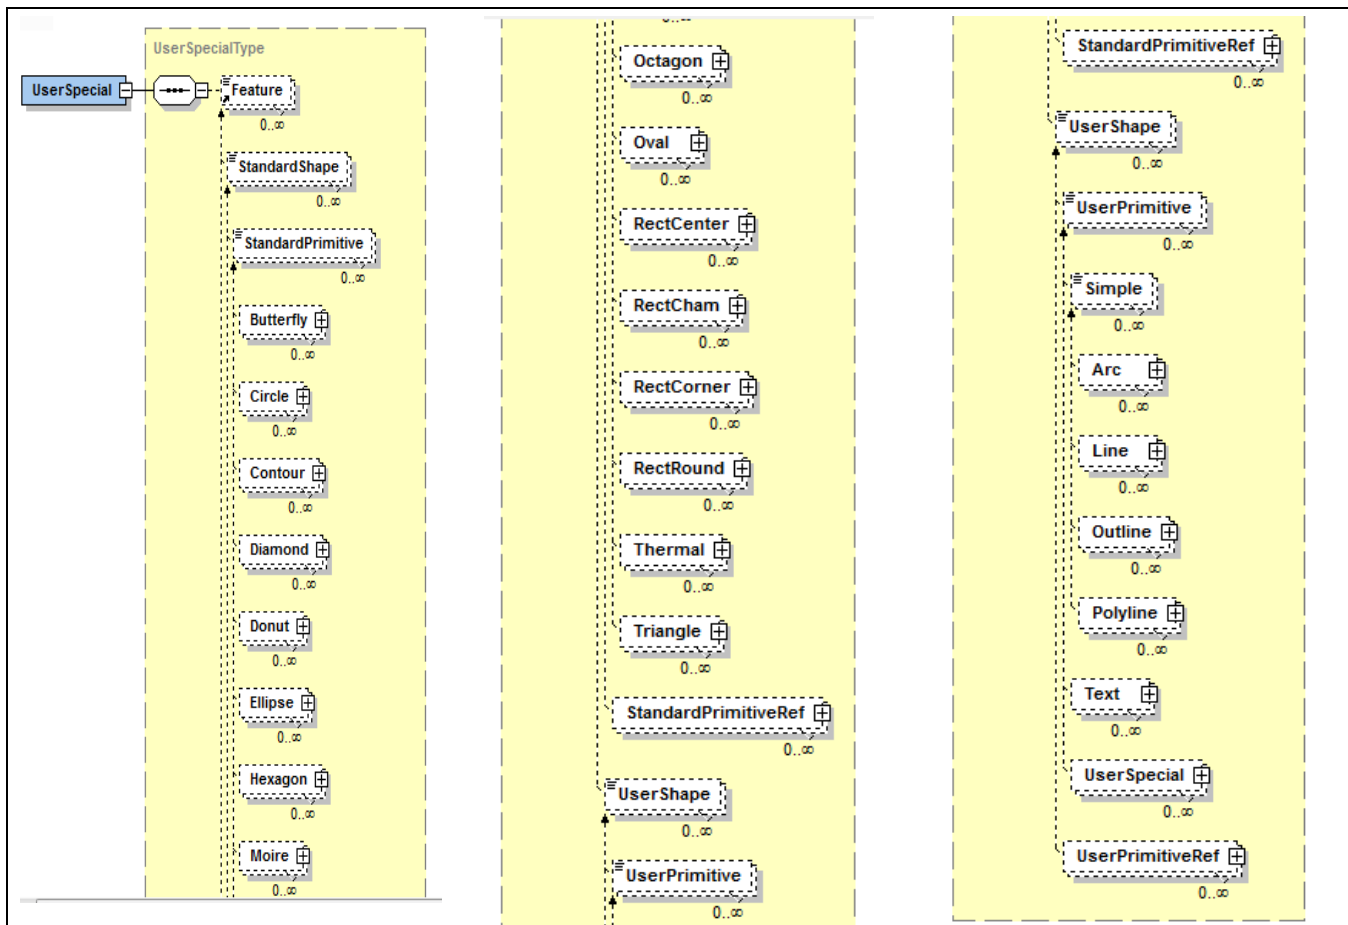 UserSpecialType
UserSpecial
Feature
0..∞
StandardShape
0..∞
StandardPrimitive
0..∞
Butterfly
0..∞
Circle
0..∞
Contour
0..∞
Diamond
0..∞
Donut
0..∞
Ellipse
0..∞
Hexagon
0..∞
Moire
0..∞
0..∞
Octagon
0..∞
Oval
0..∞
RectCenter
0..∞
RectCham
0..∞
RectCorner
0..∞
RectRound
0..∞
Thermal
0..∞
Triangle
0..∞
StandardPrimitiveRef
0..∞
UserShape
0..∞
UserPrimitive
0..∞
StandardPrimitiveRef
0..∞
UserShape
0..∞
UserPrimitive
0..∞
Simple
0..∞
Arc
0..∞
Line
0..∞
Outline
0..∞
Polyline
0..∞
Text
0..∞
UserSpecial
0..∞
UserPrimitiveRef
0..∞